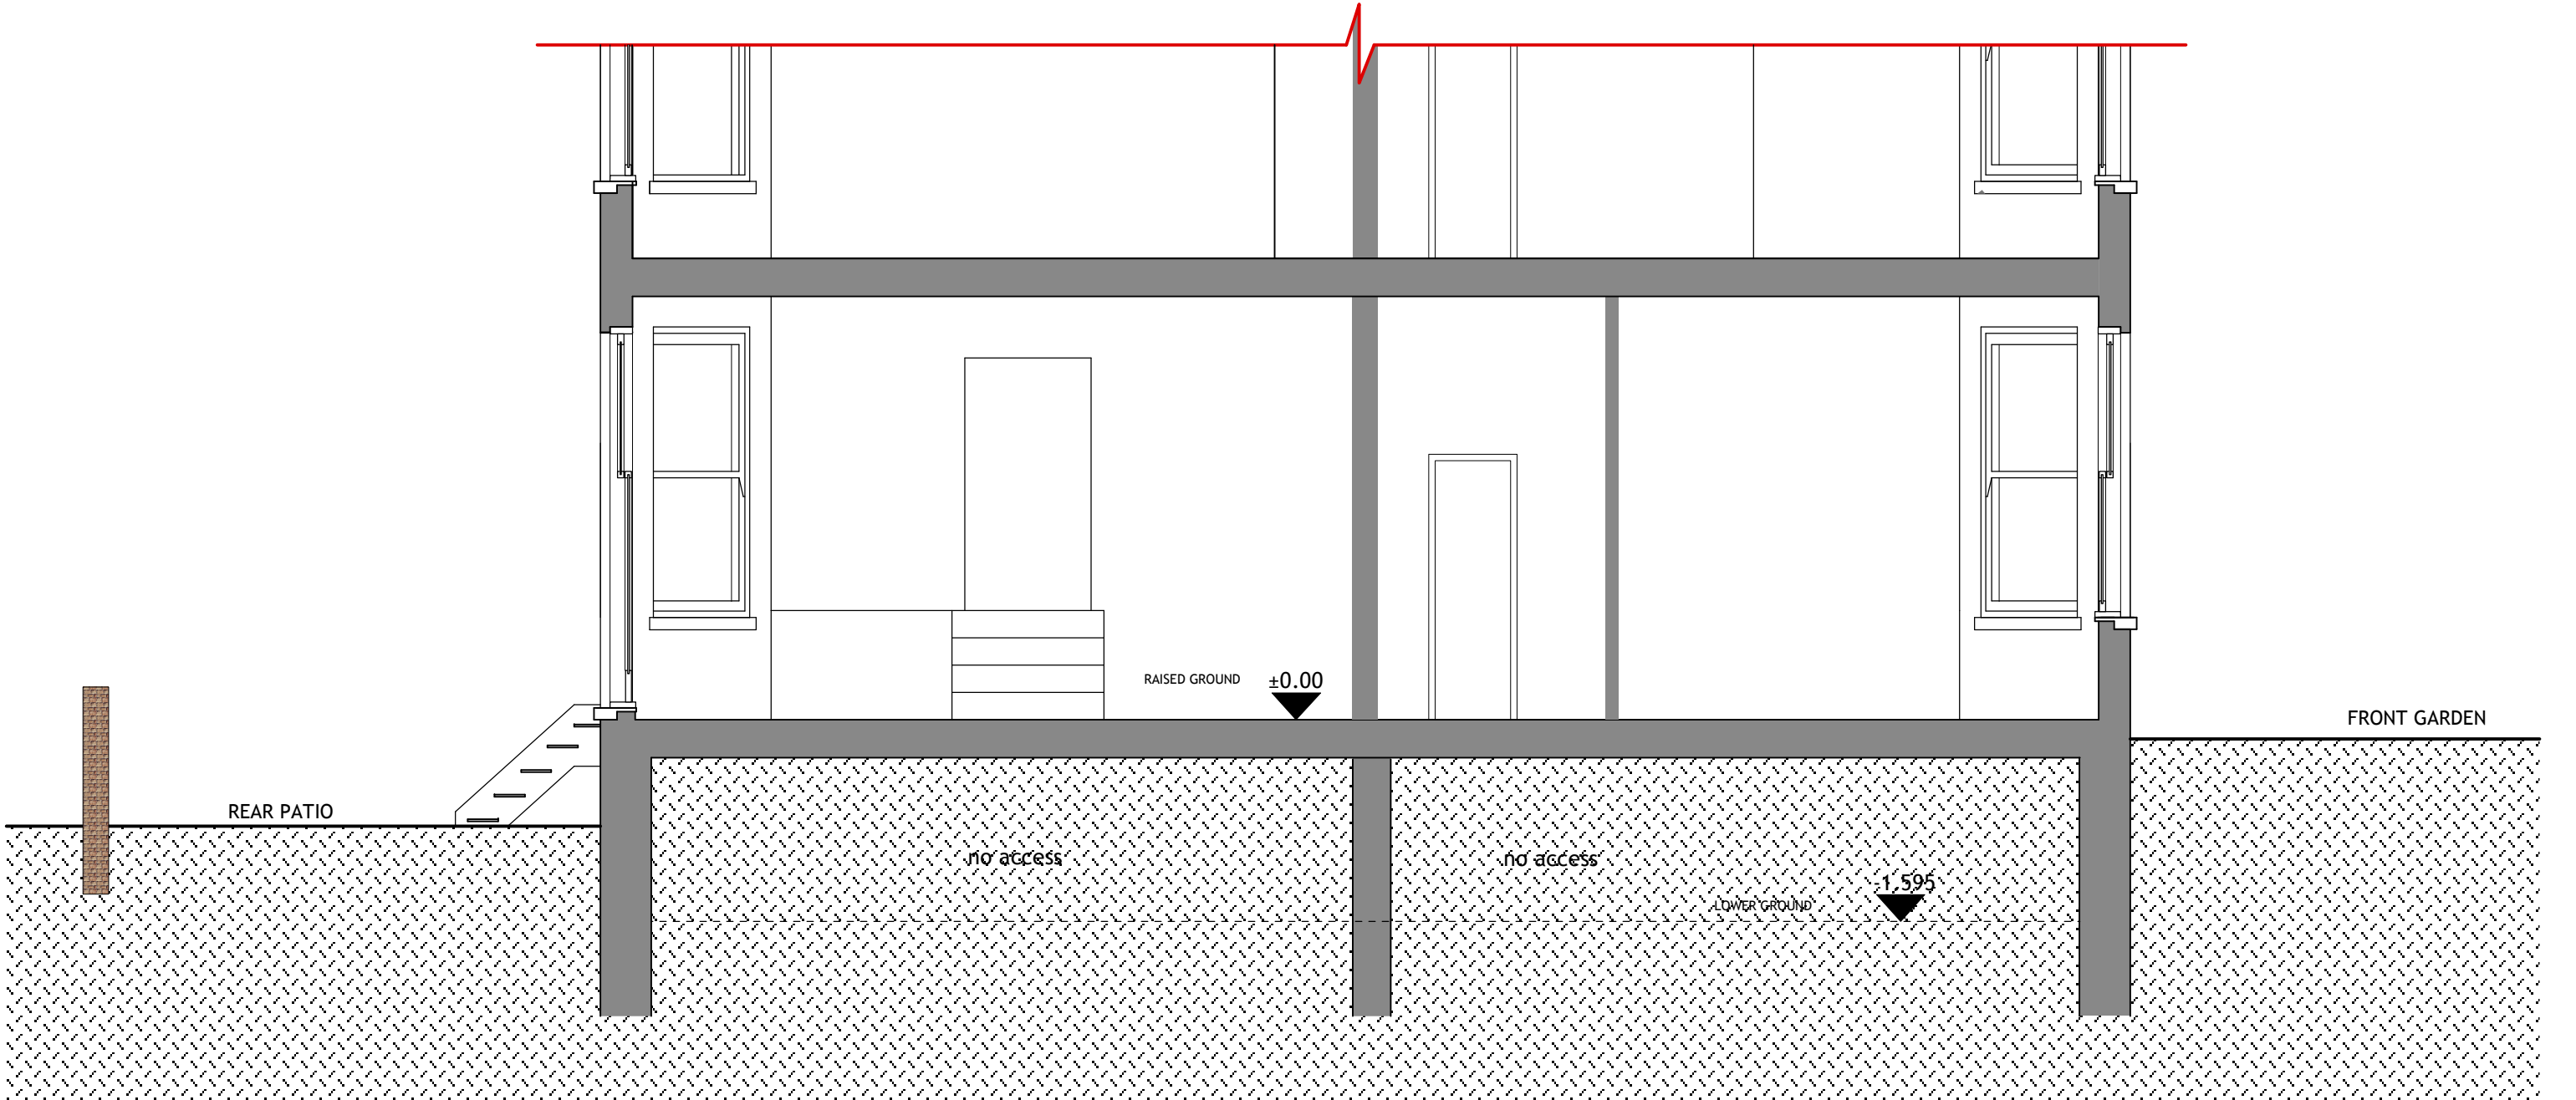 RAISED GROUND
±0.00
FRONT GARDEN
REAR PATIO
no access
no access
-1.595
LOWER GROUND